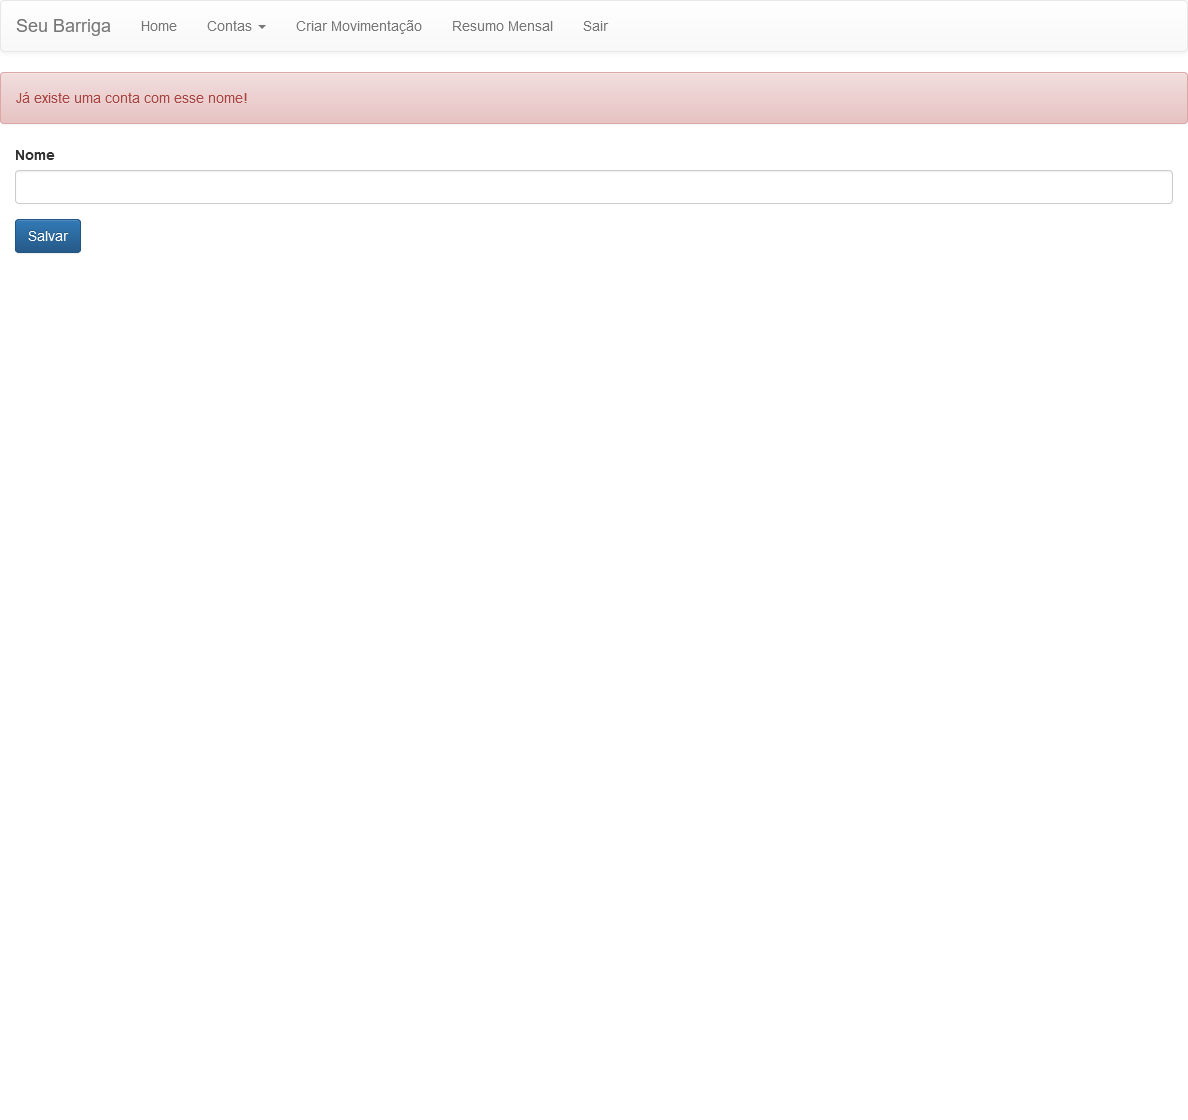 Seu Barriga Home Contas Criar Movimentação Resumo Mensal Sair
Já existe uma conta com esse nome!
Nome
Salvar